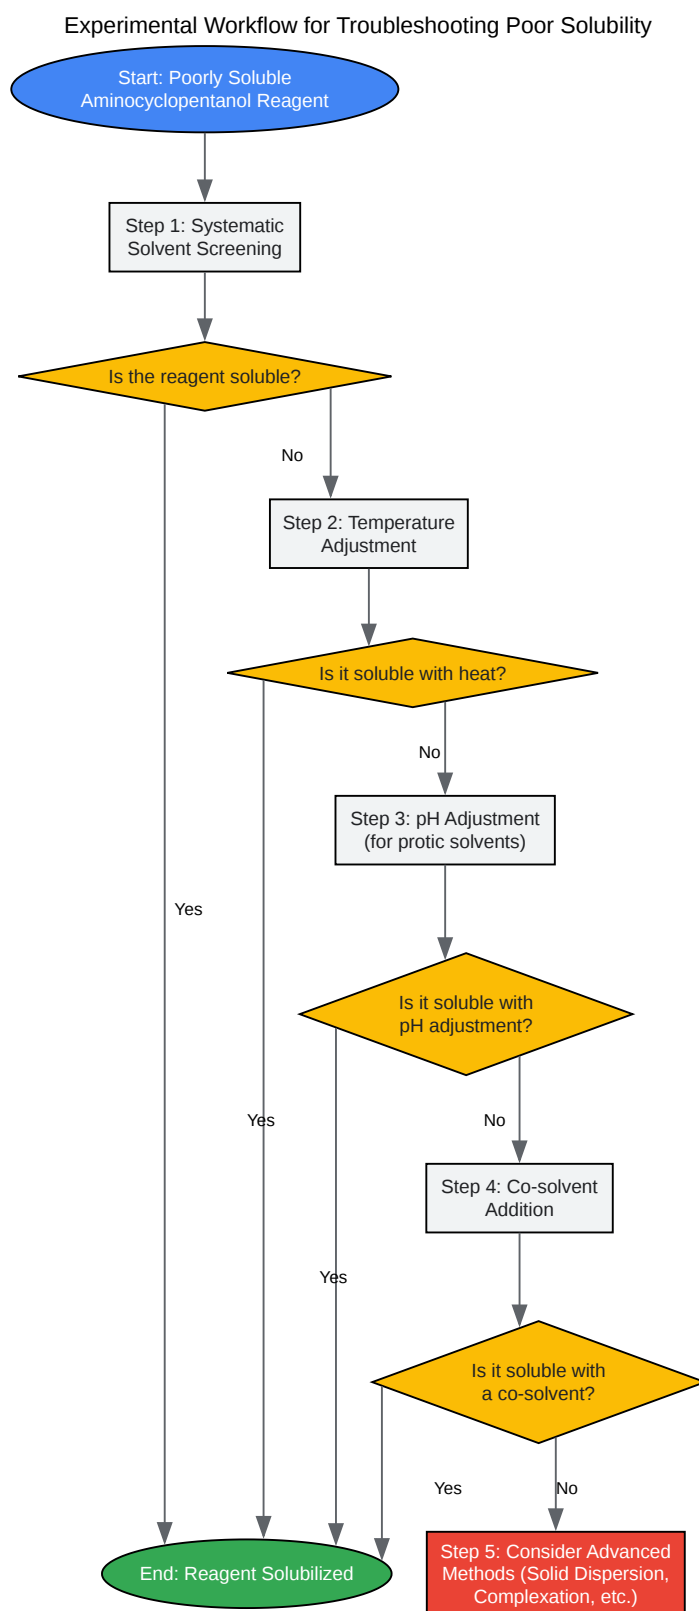 Experimental Workflow for Troubleshooting Poor Solubility
Start: Poorly Soluble
Aminocyclopentanol Reagent
Step 1: Systematic
Solvent Screening
Is the reagent soluble?
No
Step 2: Temperature
Adjustment
Is it soluble with heat?
No
Step 3: pH Adjustment
(for protic solvents)
Yes
Is it soluble with
pH adjustment?
Yes
No
Step 4: Co-solvent
Addition
Yes
Is it soluble with
a co-solvent?
Yes
No
End: Reagent Solubilized
Step 5: Consider Advanced
Methods (Solid Dispersion,
Complexation, etc.)